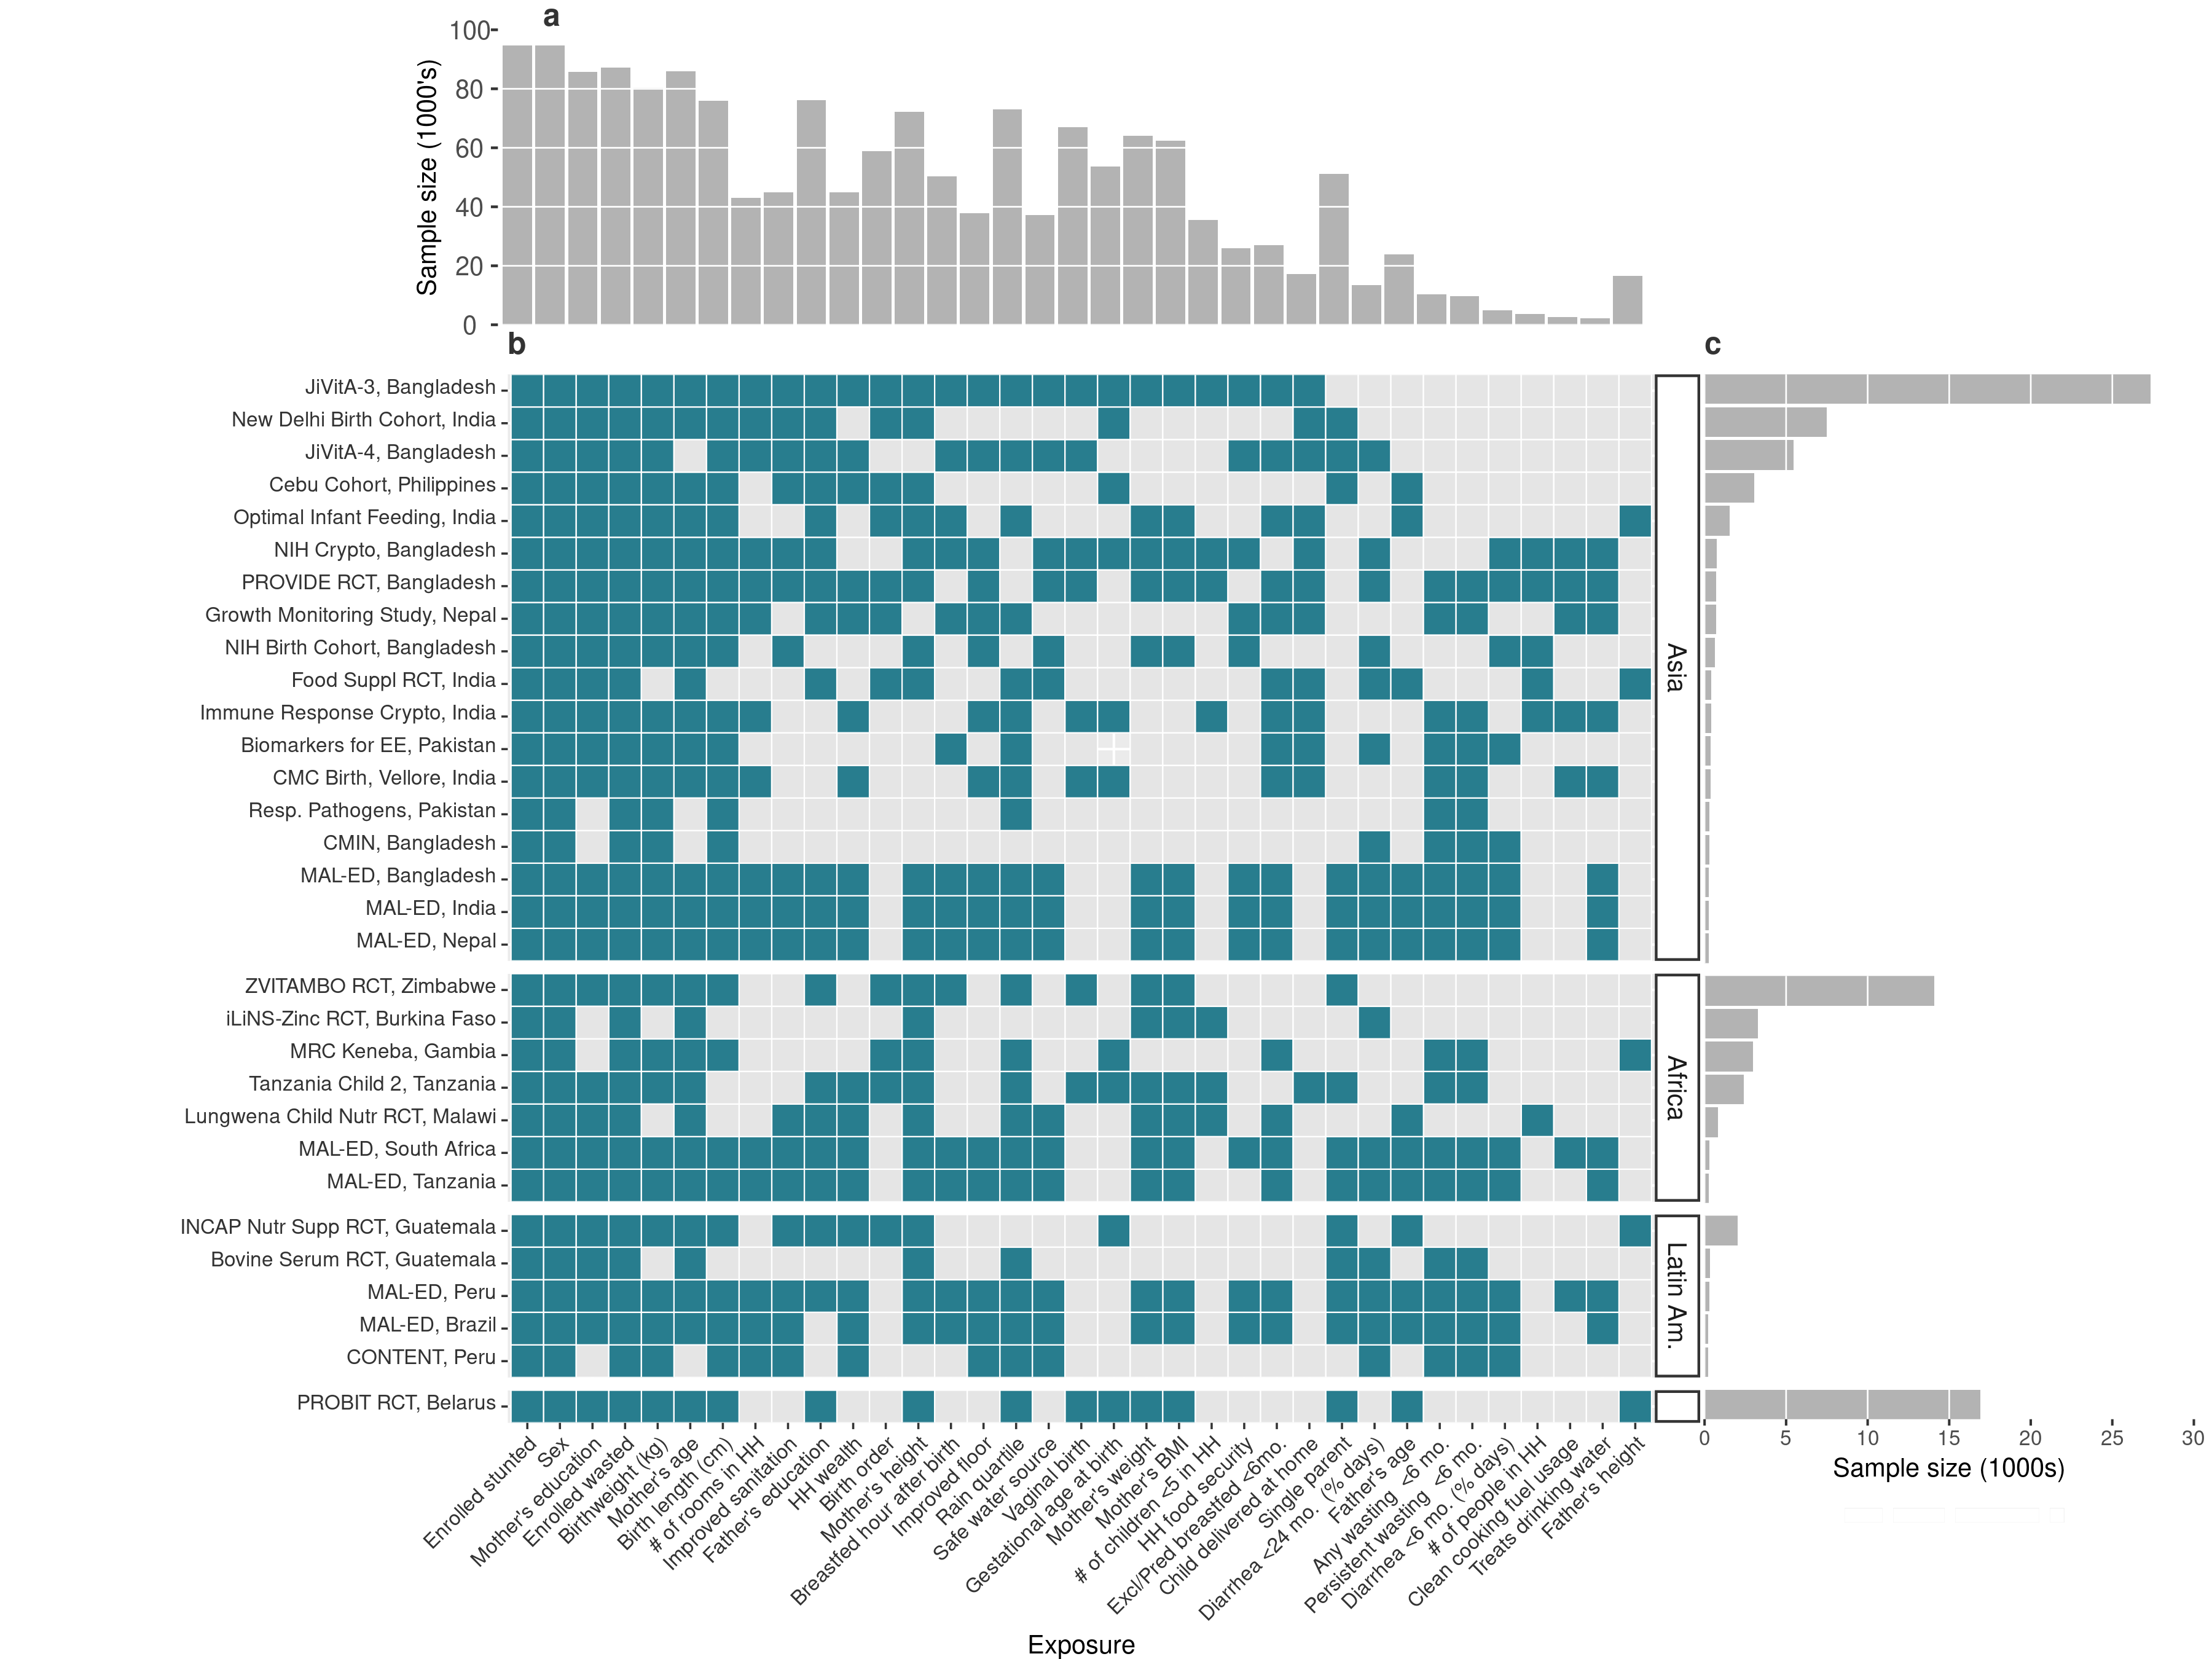 a
100
80
60
40
20
0
Sample size (1000's)
b
c
JiVitA-3, Bangladesh
New Delhi Birth Cohort, India
JiVitA-4, Bangladesh
Cebu Cohort, Philippines
Optimal Infant Feeding, India
NIH Crypto, Bangladesh
PROVIDE RCT, Bangladesh
Growth Monitoring Study, Nepal
NIH Birth Cohort, Bangladesh
Food Suppl RCT, India
Immune Response Crypto, India
Biomarkers for EE, Pakistan
CMC Birth, Vellore, India
Resp. Pathogens, Pakistan
CMIN, Bangladesh
MAL-ED, Bangladesh
MAL-ED, India
MAL-ED, Nepal
Asia
ZVITAMBO RCT, Zimbabwe
iLiNS-Zinc RCT, Burkina Faso
MRC Keneba, Gambia
Tanzania Child 2, Tanzania
Lungwena Child Nutr RCT, Malawi
MAL-ED, South Africa
MAL-ED, Tanzania
Africa
INCAP Nutr Supp RCT, Guatemala
Bovine Serum RCT, Guatemala
MAL-ED, Peru
MAL-ED, Brazil
CONTENT, Peru
Latin Am.
PROBIT RCT, Belarus
Enrolled stunted
Sex
Mother's education
Enrolled wasted
Birthweight (kg)
Mother's age
Birth length (cm)
# of rooms in HH
Improved sanitation
Father's education
HH wealth
Birth order
Mother's height
Breastfed hour after birth
Improved floor
Rain quartile
Safe water source
Vaginal birth
Gestational age at birth
Mother's weight
Mother's BMI
# of children <5 in HH
HH food security
Excl/Pred breastfed <6mo.
Child delivered at home
Single parent
Diarrhea <24 mo. (% days)
Father's age
Any wasting <6 mo.
Persistent wasting <6 mo.
Diarrhea <6 mo. (% days)
# of people in HH
Clean cooking fuel usage
Treats drinking water
Father's height
Exposure
0 5 10 15 20 25 30
Sample size (1000s)